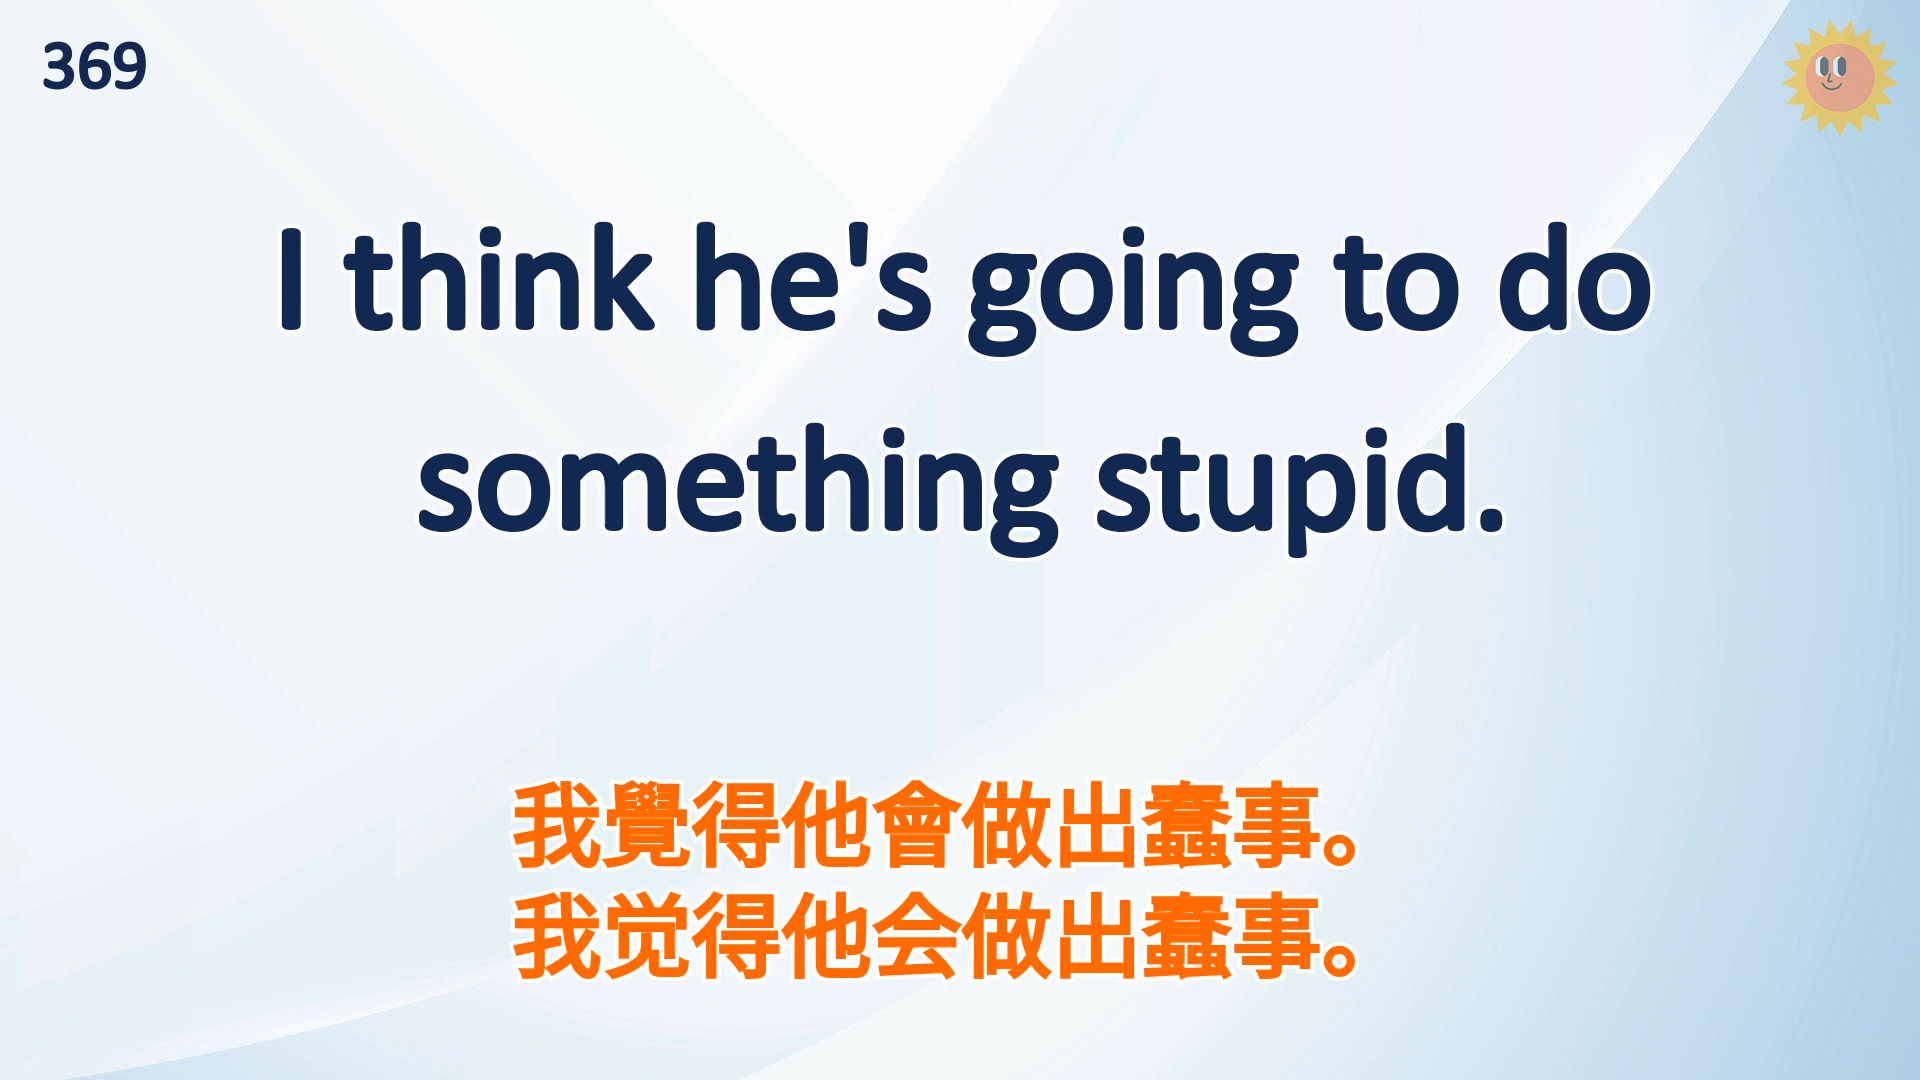 369
I think he's going to do
something stupid.
我覺得他會做出蠢事。
我觉得他会做出蠢事。